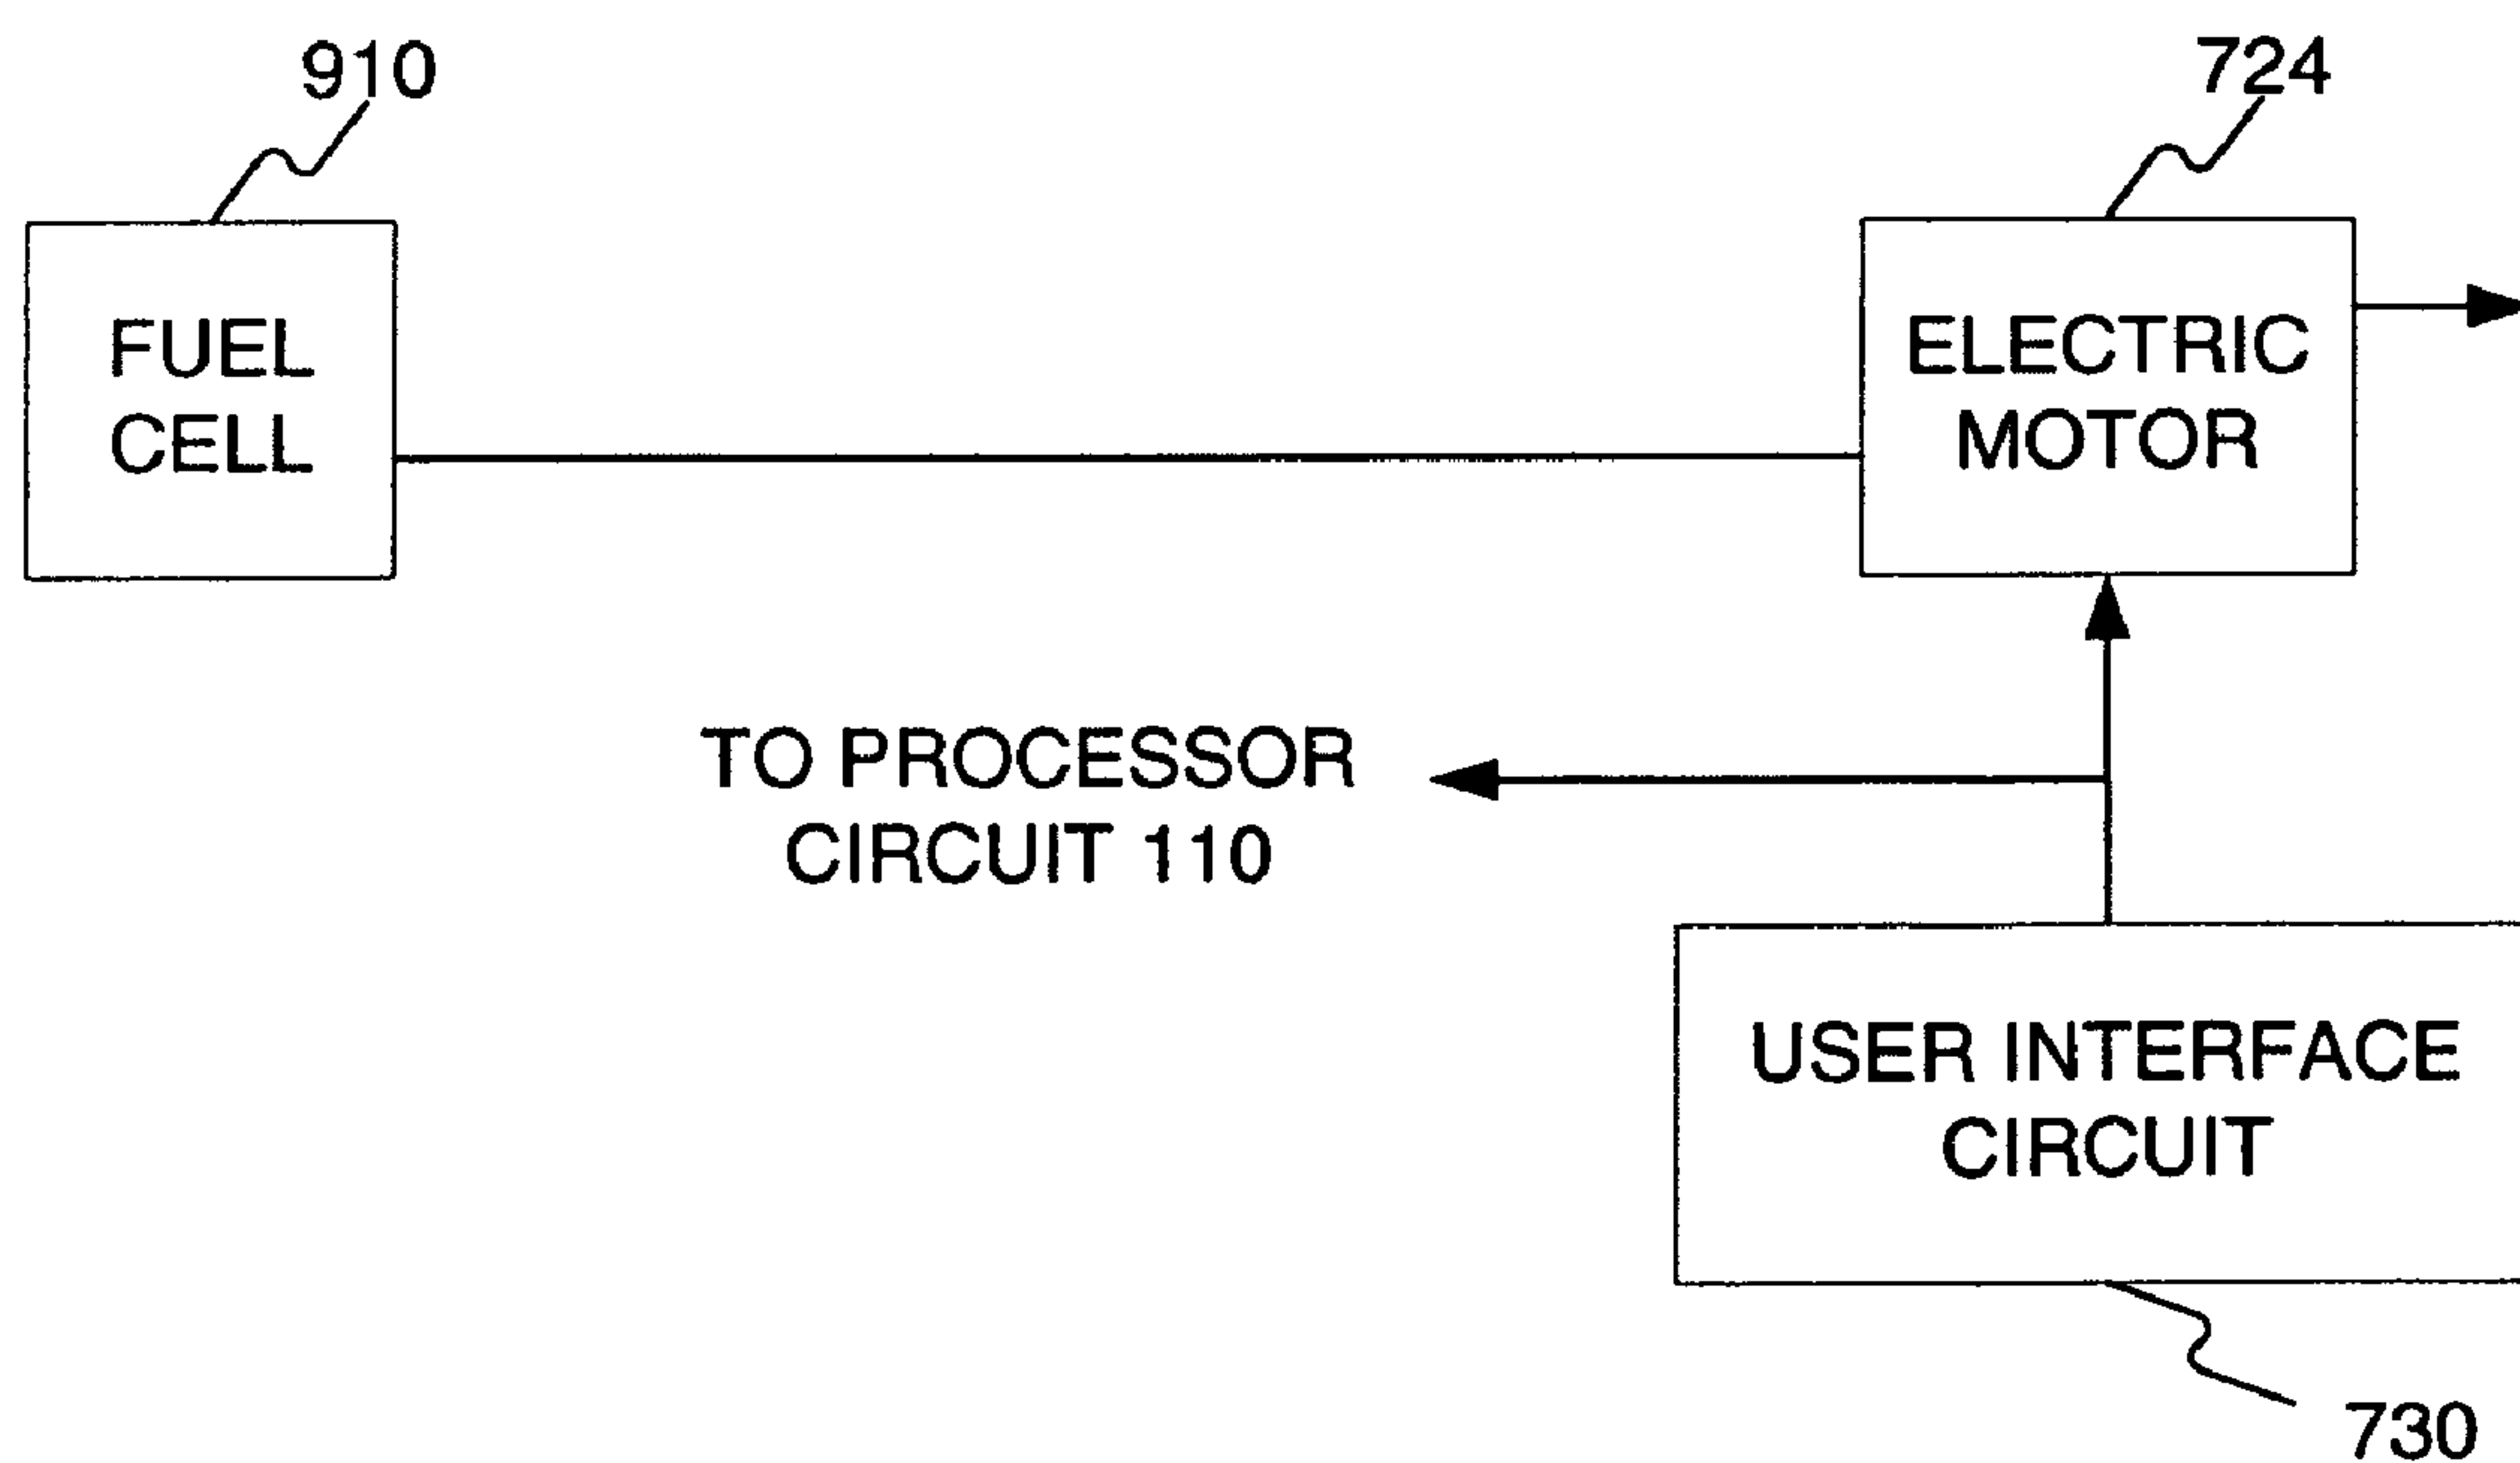 910
724
FUEL
CELL
ELECTRIC
MOTOR
TO PROCESSOR
CIRCUIT 110
USER INTERFACE
CIRCUIT
730